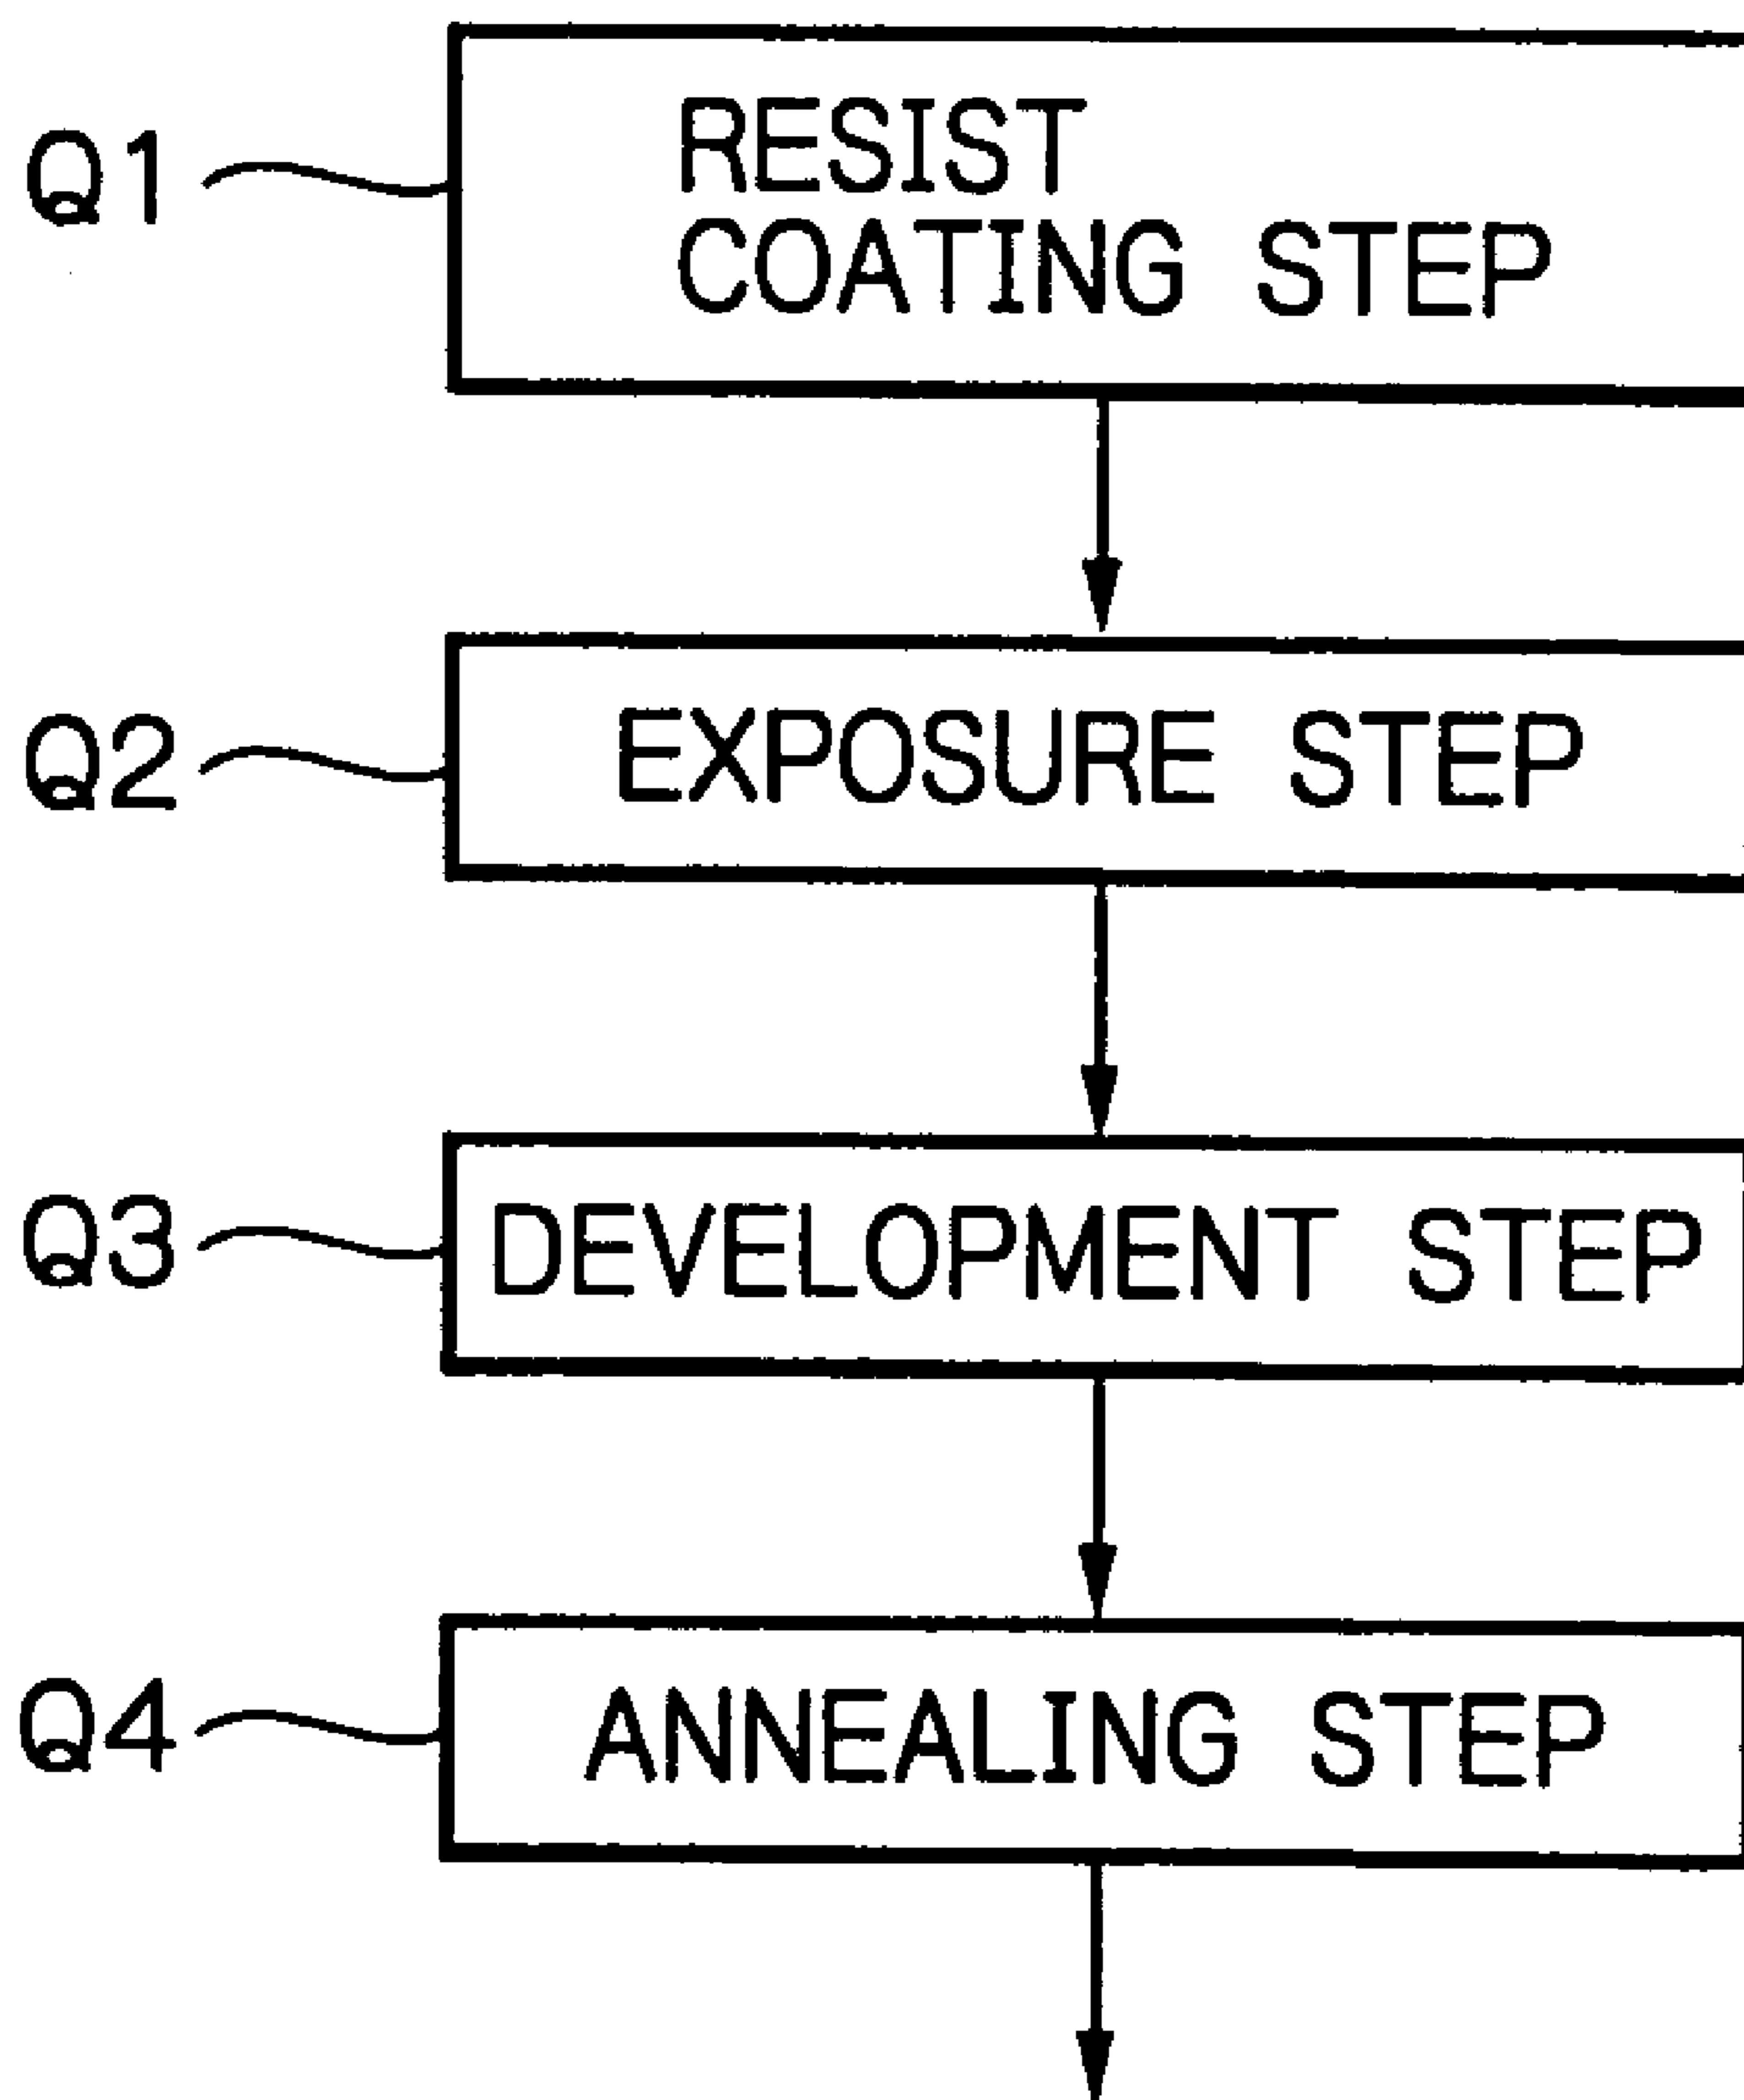 Q1
RESIST
COATING STEP
Q2
EXPOSURE STEP
Q3
DEVELOPMENT STEP
Q4
ANNEALING STEP